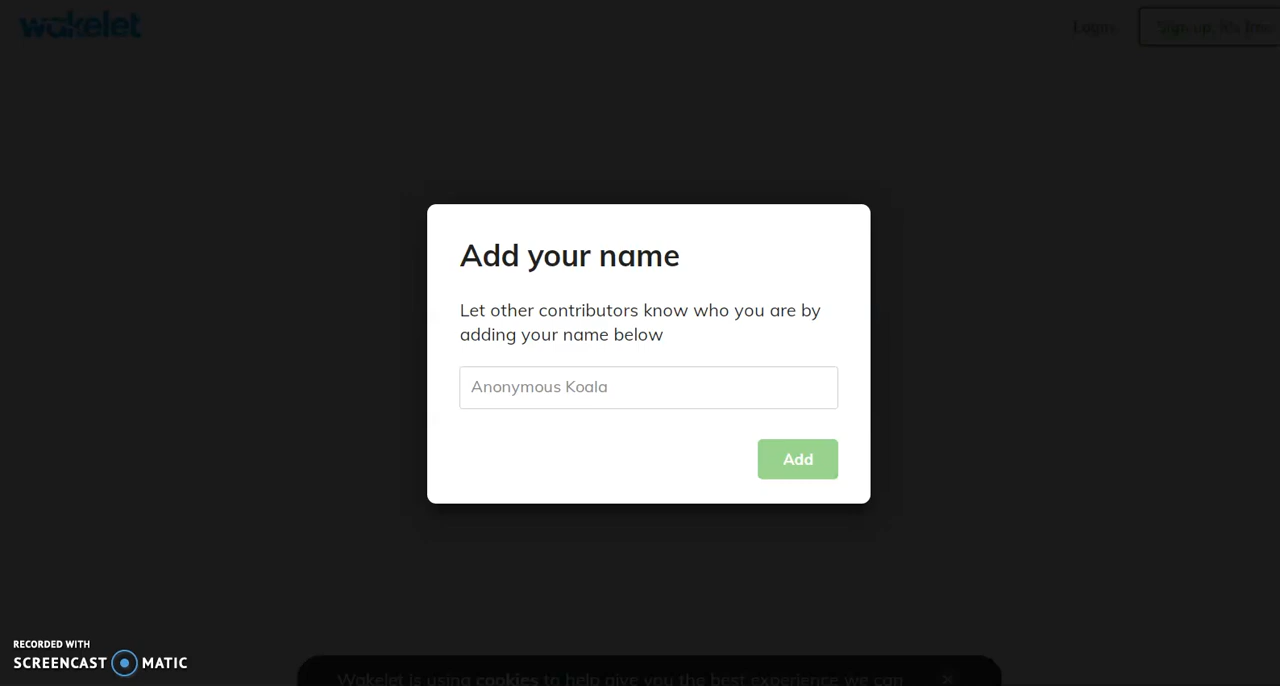 wakelet
Login
Sign up, it's free
Add your name
Let other contributors know who you are by
adding your name below
Anonymous Koala
Add
RECORDED WITH
SCREENCAST MATIC
Wakelet is using cookies to help give you the best experience we can